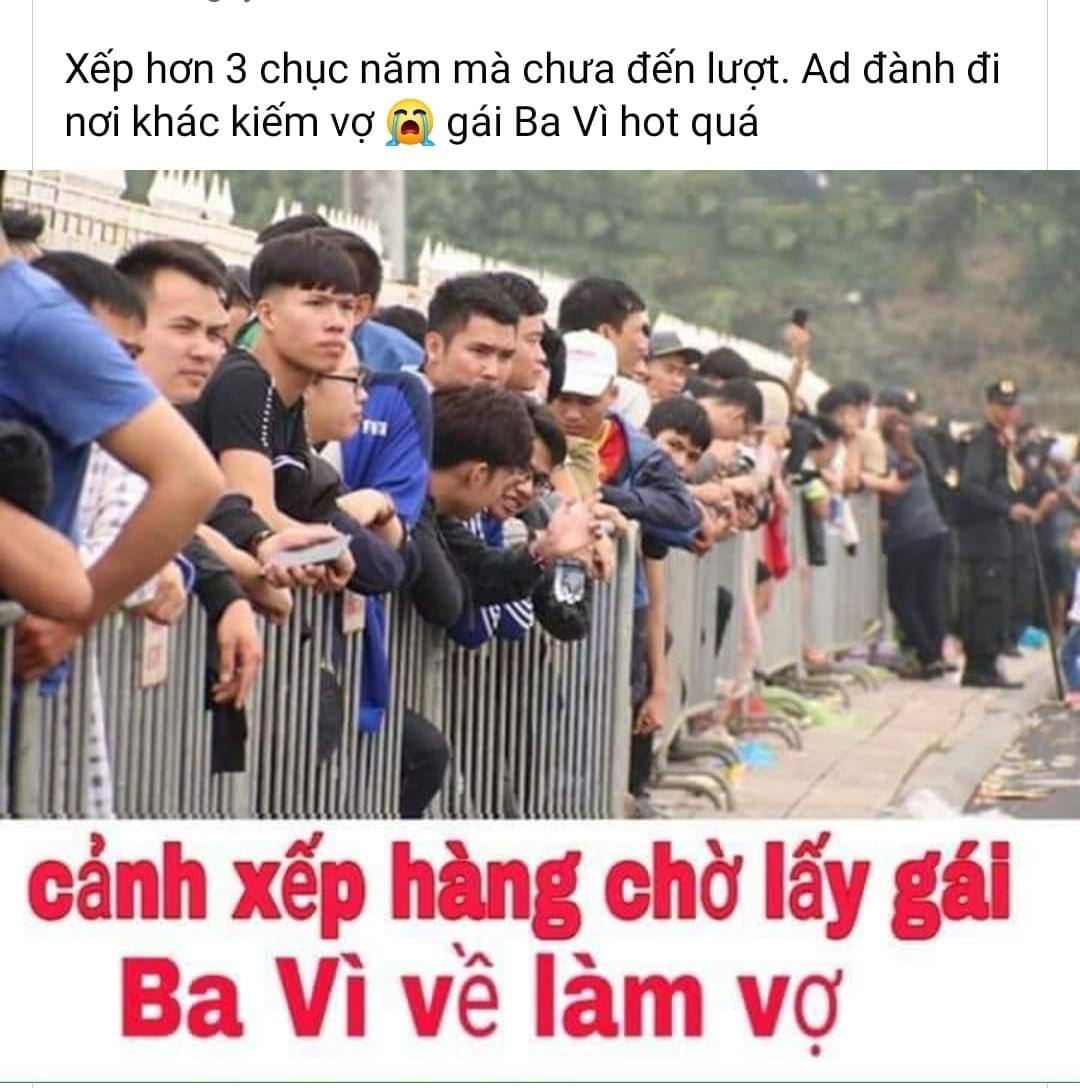 Xếp hơn 3 chục năm mà chưa đến lượt. Ad đành đi
nơi khác kiếm vợ 😭 gái Ba Vì hot quá
cảnh xếp hàng chờ lấy gái
Ba Vì về làm vợ